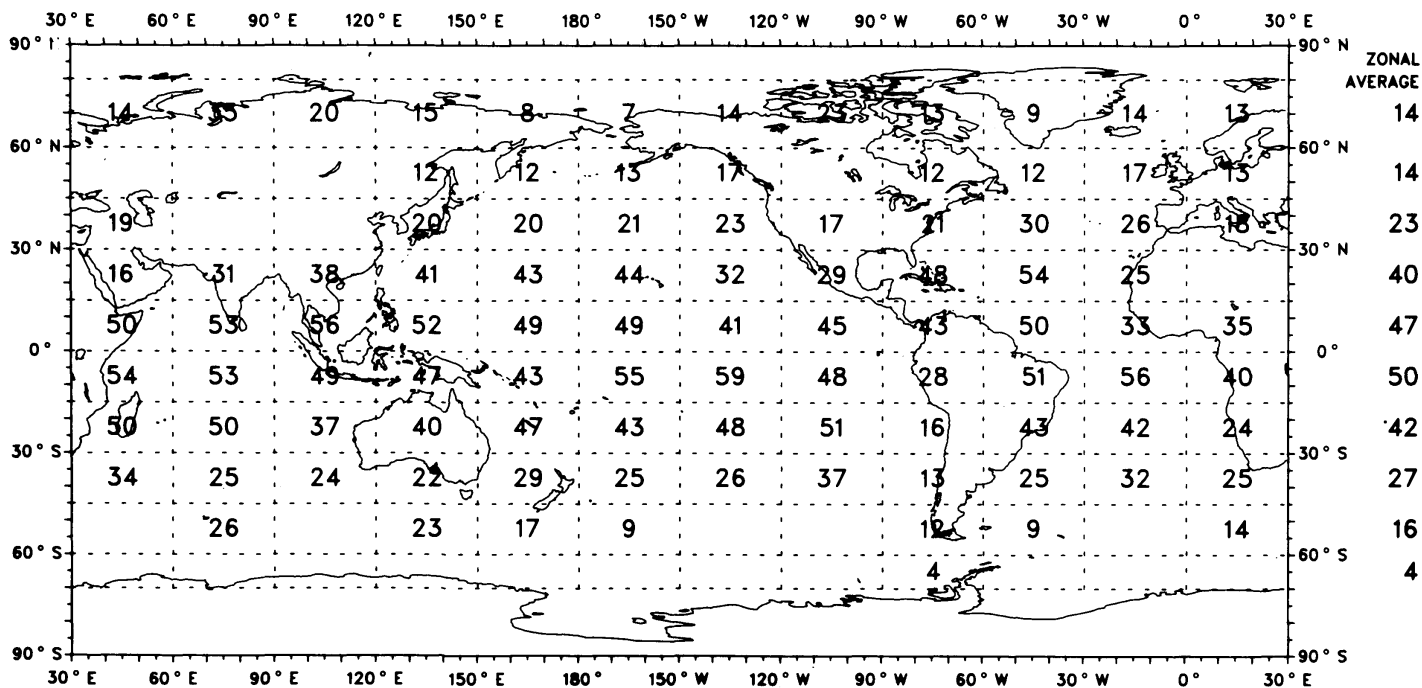 30° E 60° E 90° E 120° E 150° E 180° 150° W 120° W 90° W 60° W 30° W 0° 30° E
90° N
ZONAL
AVERAGE
14 20 15 8 7 14 23 13 9 14 13 14
60° N 60° N
12 12 13 17 12 12 17 13 14
19 20 20 21 23 17 21 30 26 18 23
30° N 30° N
16 31 38 41 43 44 32 29 48 54 25 40
50 53 56 52 49 49 41 45 43 50 33 35 47
0° 0°
54 53 49 47 43 55 59 48 28 51 56 40 50
50 50 37 40 47 43 48 51 16 43 42 24 42
30° S 30° S
34 25 24 22 29 25 26 37 13 25 32 25 27
26 23 17 9 12 9 14 16
60° S 60° S
4 4
90° S 90° S
30° E 60° E 90° E 120° E 150° E 180° 150° W 120° W 90° W 60° W 30° W 0° 30° E